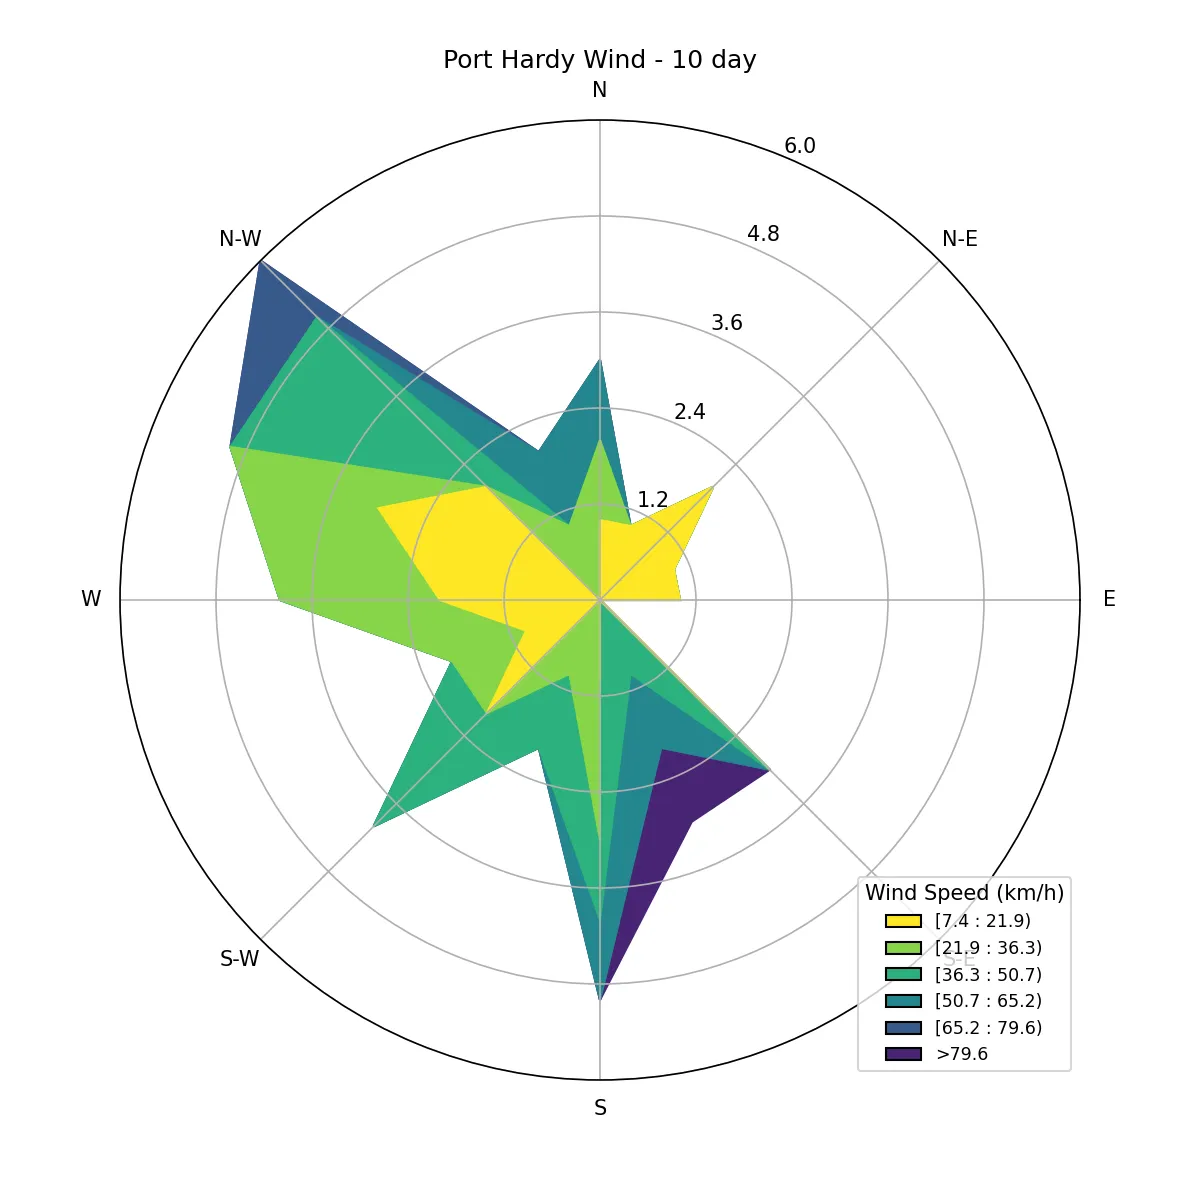 Port Hardy Wind - 10 day
N
6.0
N-W
N-E
4.8
3.6
2.4
1.2
W
E
S-W
S-E
S
Wind Speed (km/h)
[7.4 : 21.9)
[21.9 : 36.3)
[36.3 : 50.7)
[50.7 : 65.2)
[65.2 : 79.6)
>79.6